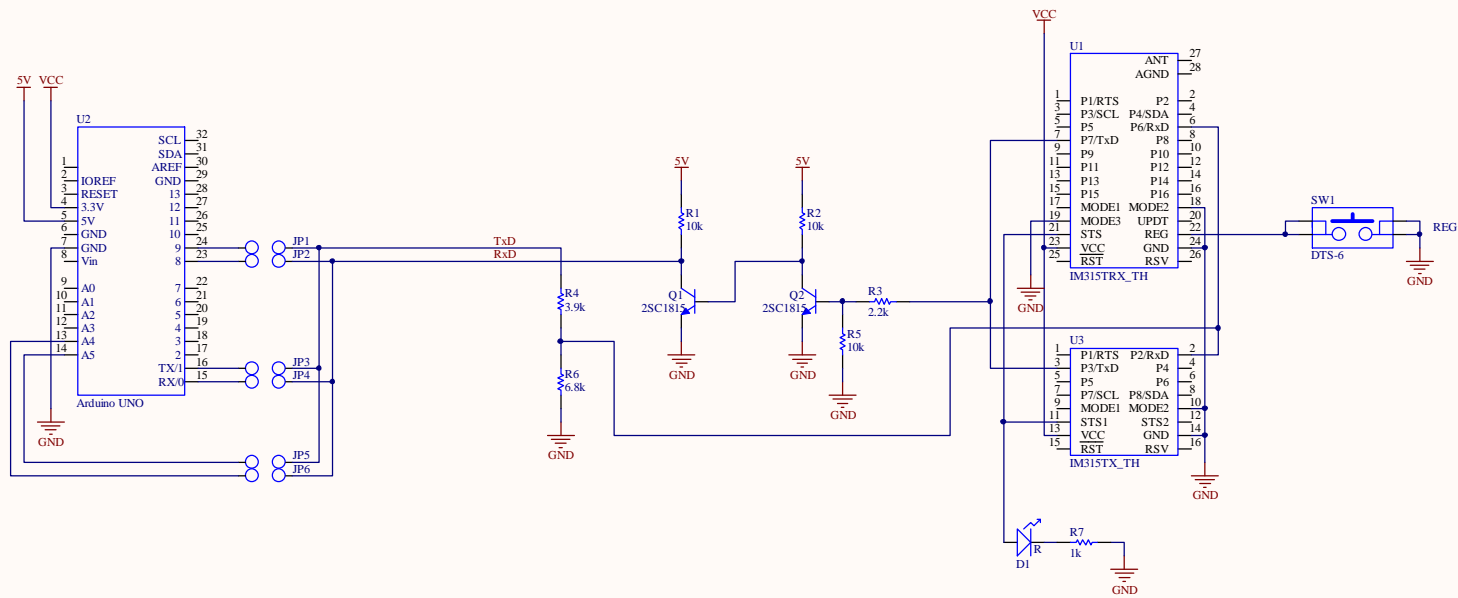 5V VCC
U2
SCL 32
SDA 31
1 AREF 30
2 IOREF GND 29
3 RESET 13 28
4 3.3V 12 27
5 5V 11 26
6 GND 10 25
7 GND 9 24
8 Vin 8 23
9 A0 7 22
10 A1 6 21
11 A2 5 20
12 A3 4 19
13 A4 3 18
14 A5 2 17
TX/1 16
RX/0 15
Arduino UNO
GND
JP1
JP2
JP3
JP4
JP5
JP6
TxD
RxD
R4
3.9k
R6
6.8k
GND
5V
R1
10k
Q1
2SC1815
GND
5V
R2
10k
Q2
2SC1815
GND
R3
2.2k
R5
10k
GND
VCC
U1
ANT 27
AGND 28
1 P1/RTS P2 2
3 P3/SCL P4/SDA 4
5 P5 P6/RxD 6
7 P7/TxD P8 8
9 P9 P10 10
11 P11 P12 12
13 P13 P14 14
15 P15 P16 16
17 MODE1 MODE2 18
19 MODE3 UPDT 20
21 STS REG 22
23 VCC GND 24
25 RST RSV 26
IM315TRX_TH
GND
SW1
DTS-6
REG
GND
U3
1 P1/RTS P2/RxD 2
3 P3/TxD P4 4
5 P5 P6 6
7 P7/SCL P8/SDA 8
9 MODE1 MODE2 10
11 STS1 STS2 12
13 VCC GND 14
15 RST RSV 16
IM315TX_TH
GND
R
D1
R7
1k
GND